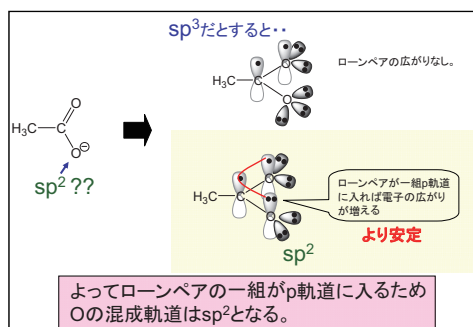 sp³だとすると‥
ローンペアの広がりなし。
H₃C
C
O
O
H₃C
C
O
O⊖
sp² ??
H₃C
C
O
O
ローンペアが一組p軌道
に入れば電子の広がり
が増える
より安定
sp²
よってローンペアの一組がp軌道に入るため
Oの混成軌道はsp²となる。